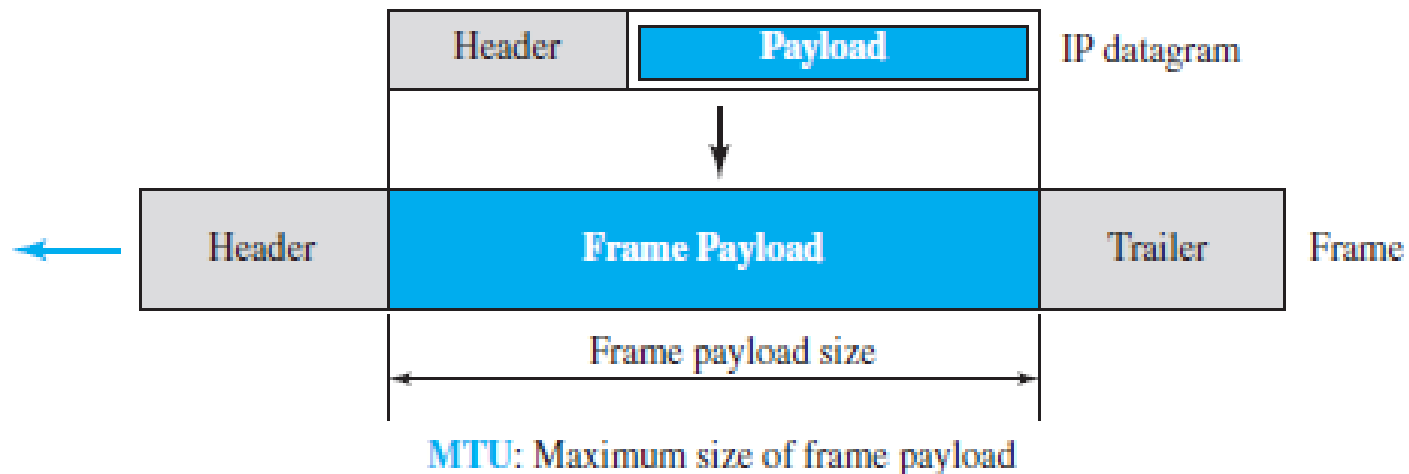 Header Payload IP datagram
Header Frame Payload Trailer Frame
Frame payload size
MTU: Maximum size of frame payload